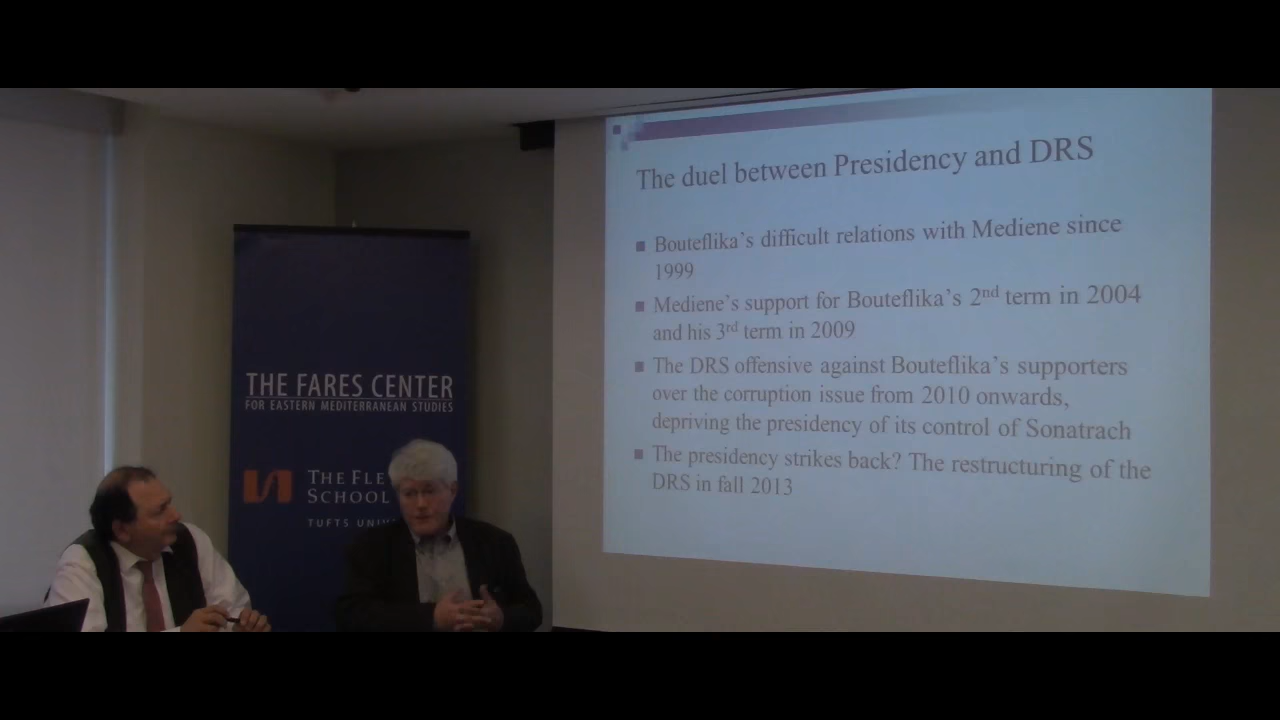 The duel between Presidency and DRS
Bouteflika's difficult relations with Mediene since
1999
Mediene's support for Bouteflika's 2nd term in 2004
and his 3rd term in 2009
The DRS offensive against Bouteflika's supporters
over the corruption issue from 2010 onwards,
depriving the presidency of its control of Sonatrach
The presidency strikes back? The restructuring of the
DRS in fall 2013
THE FARES CENTER
FOR EASTERN MEDITERRANEAN STUDIES
THE FLE
SCHOOL
TUFTS UNIV